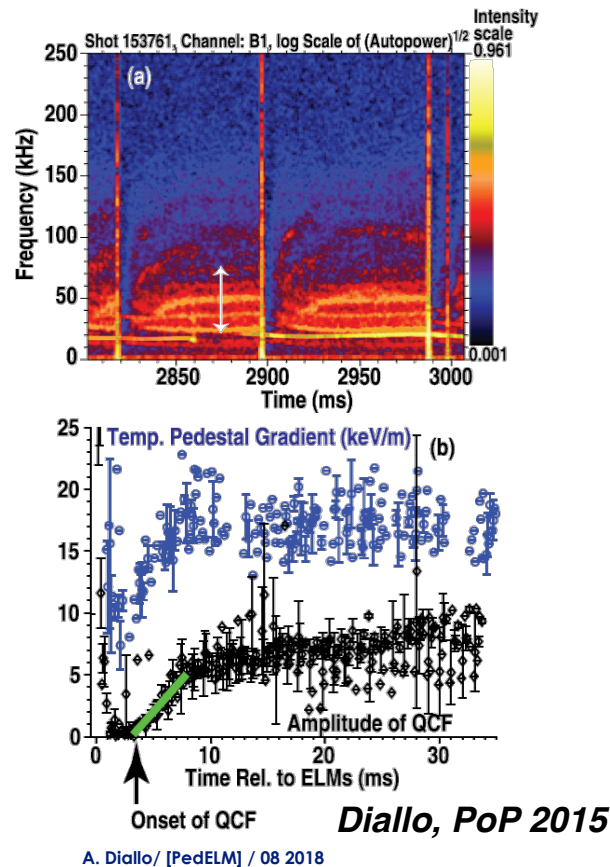 Intensity
scale
Shot 153761, Channel: B1, log Scale of (Autopower)1/2 0.961
250
(a)
200
150
100
50
0
Frequency (kHz)
0.001
2850 2900 2950 3000
Time (ms)
25
Temp. Pedestal Gradient (keV/m) (b)
20
15
10
5
0
Amplitude of QCF
0 10 20 30
Time Rel. to ELMs (ms)
Onset of QCF
Diallo, PoP 2015
A. Diallo/ [PedELM] / 08 2018